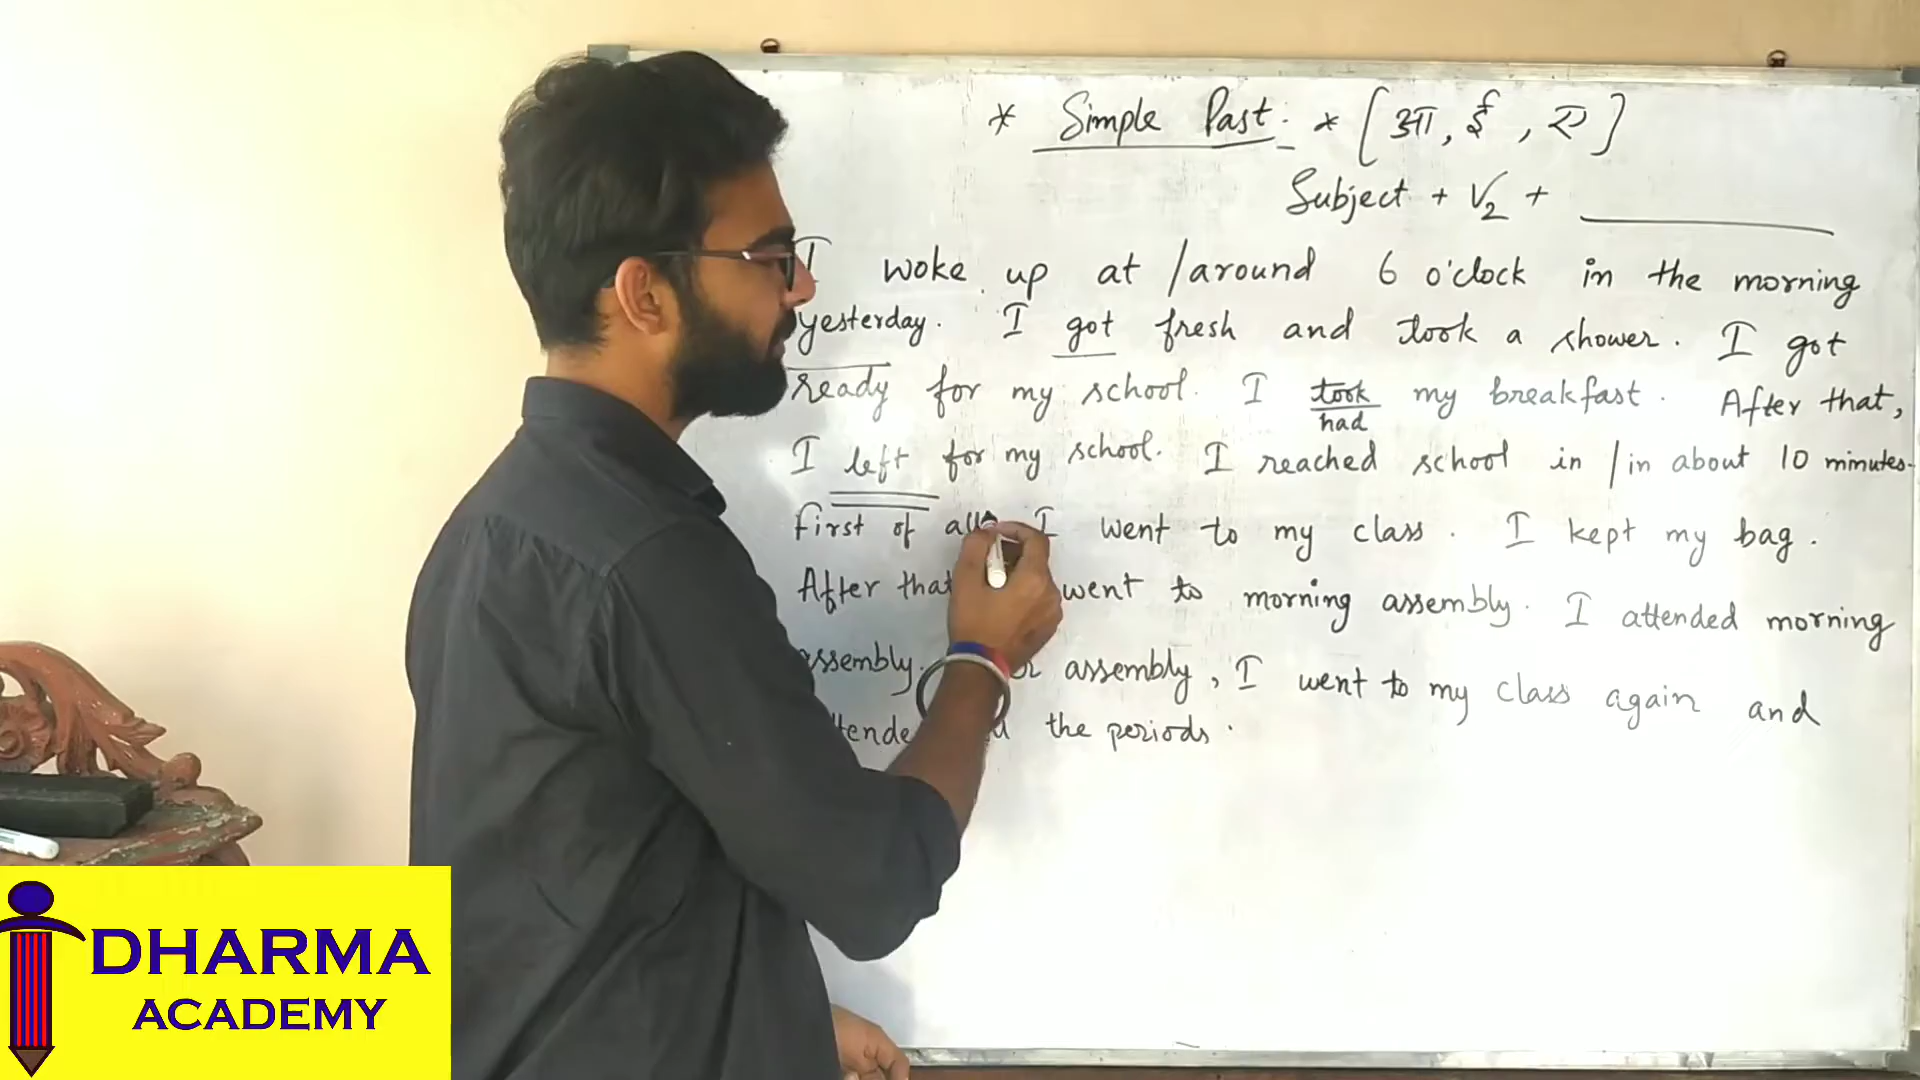 * Simple Past. * [आ, ई, ए]
Subject + V₂ + ________
I woke up at /around 6 o'clock in the morning
yesterday. I got fresh and took a shower. I got
ready for my school. I took my breakfast. After that,
had
I left for my school. I reached school in /in about 10 minutes.
First of all I went to my class. I kept my bag.
After that went to morning assembly. I attended morning
assembly. assembly, I went to my class again and
the periods.
DHARMA
ACADEMY